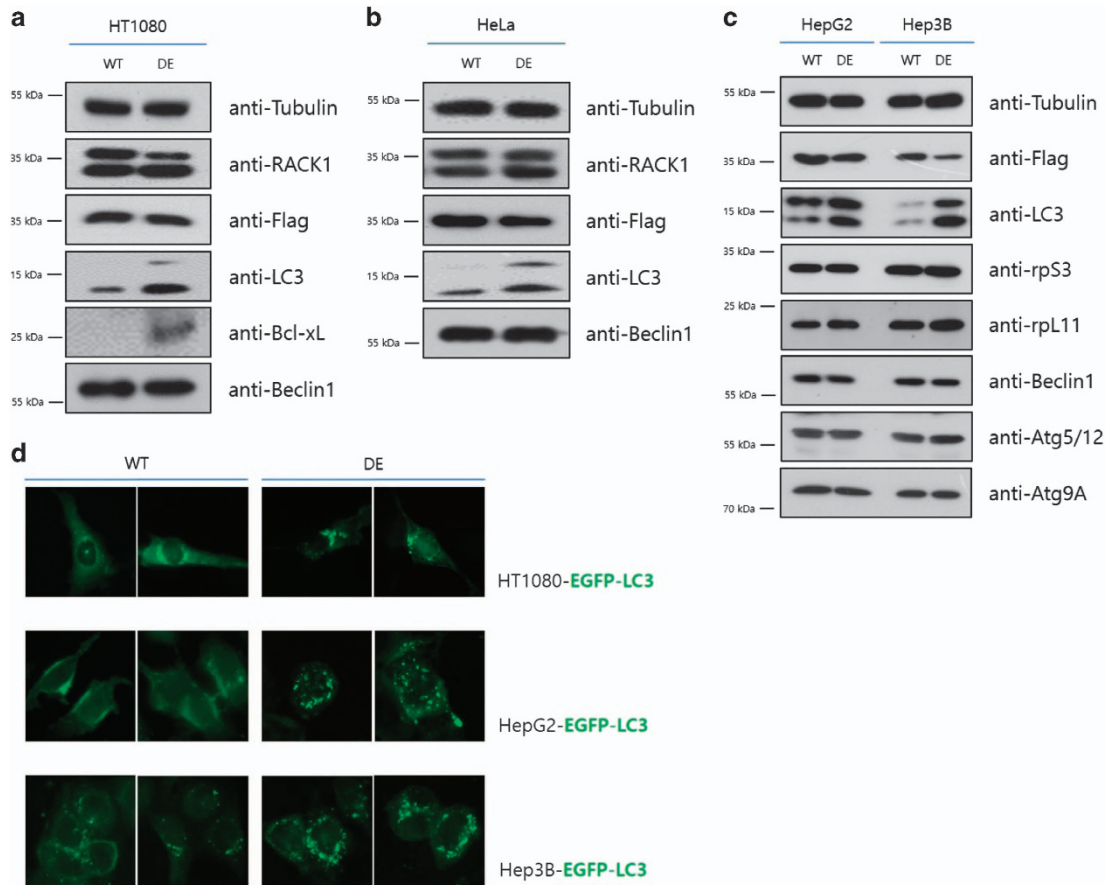 a
HT1080
WT DE
55 kDa
anti-Tubulin
35 kDa
anti-RACK1
35 kDa
anti-Flag
15 kDa
anti-LC3
25 kDa
anti-Bcl-xL
55 kDa
anti-Beclin1
b
HeLa
WT DE
55 kDa
anti-Tubulin
35 kDa
anti-RACK1
35 kDa
anti-Flag
15 kDa
anti-LC3
55 kDa
anti-Beclin1
c
HepG2 Hep3B
WT DE WT DE
55 kDa
anti-Tubulin
35 kDa
anti-Flag
15 kDa
anti-LC3
35 kDa
anti-rpS3
25 kDa
anti-rpL11
55 kDa
anti-Beclin1
55 kDa
anti-Atg5/12
70 kDa
anti-Atg9A
d
WT DE
HT1080-EGFP-LC3
HepG2-EGFP-LC3
Hep3B-EGFP-LC3